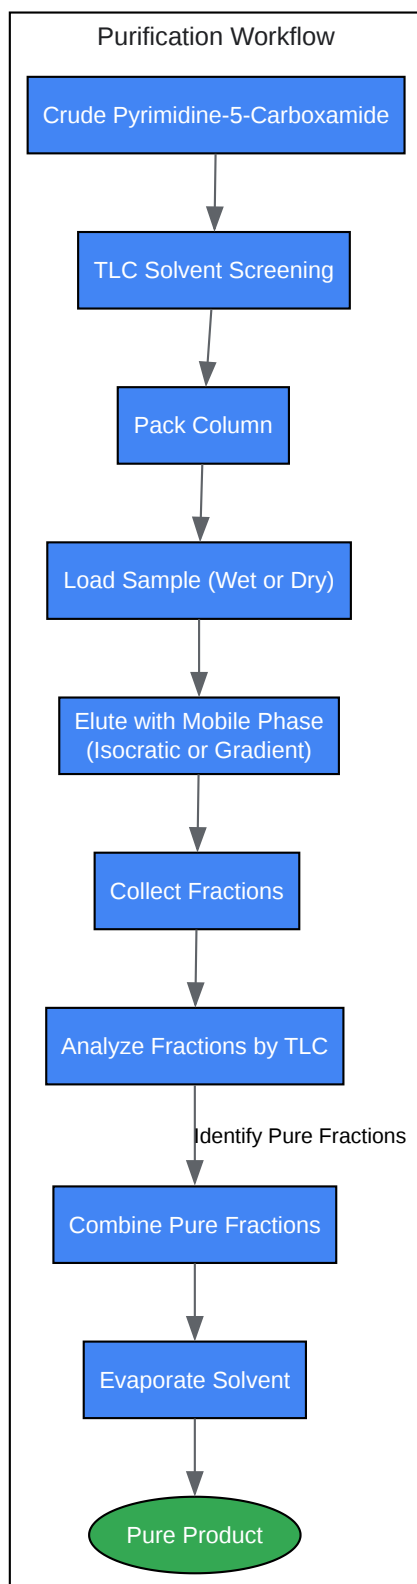 Purification Workflow
Crude Pyrimidine-5-Carboxamide
TLC Solvent Screening
Pack Column
Load Sample (Wet or Dry)
Elute with Mobile Phase
(Isocratic or Gradient)
Collect Fractions
Analyze Fractions by TLC
Identify Pure Fractions
Combine Pure Fractions
Evaporate Solvent
Pure Product